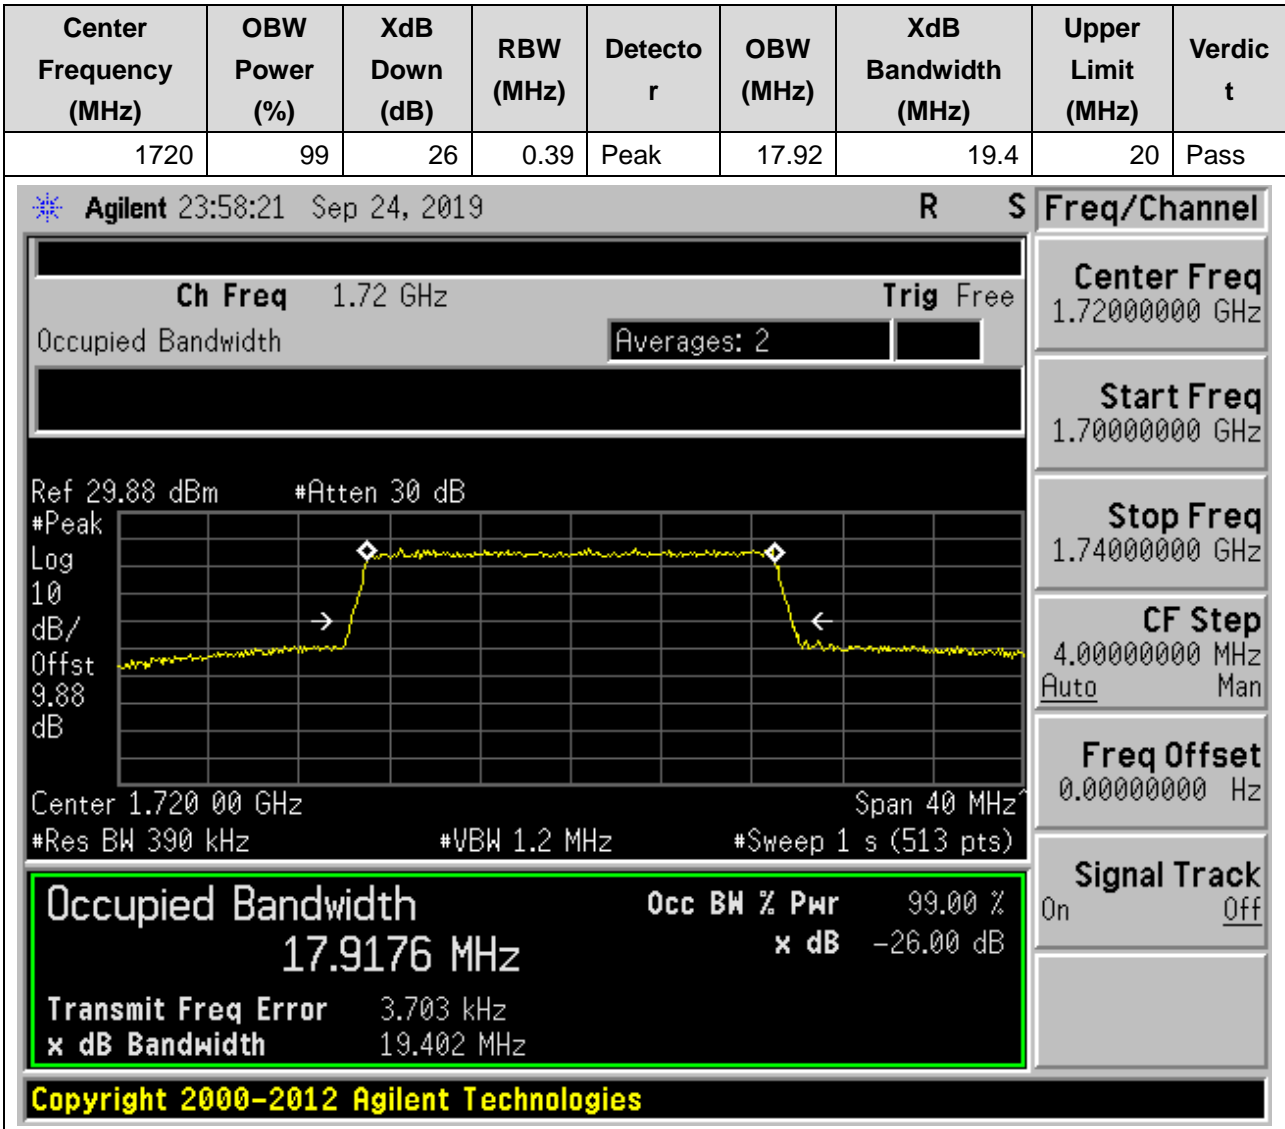 Center Frequency (MHz) OBW Power (%) XdB Down (dB) RBW (MHz) Detecto r OBW (MHz) XdB Bandwidth (MHz) Upper Limit (MHz) Verdic t
1720 99 26 0.39 Peak 17.92 19.4 20 Pass
Agilent 23:58:21 Sep 24, 2019 R S
Ch Freq 1.72 GHz Trig Free
Occupied Bandwidth Averages: 2
Ref 29.88 dBm #Atten 30 dB
#Peak
Log
10
dB/
Offst
9.88
dB
Center 1.720 00 GHz Span 40 MHz^
#Res BW 390 kHz #VBW 1.2 MHz #Sweep 1 s (513 pts)
Occupied Bandwidth Occ BW % Pwr 99.00 %
17.9176 MHz x dB -26.00 dB
Transmit Freq Error 3.703 kHz
x dB Bandwidth 19.402 MHz
Copyright 2000-2012 Agilent Technologies
Freq/Channel
Center Freq
1.72000000 GHz
Start Freq
1.70000000 GHz
Stop Freq
1.74000000 GHz
CF Step
4.00000000 MHz
Auto Man
Freq Offset
0.00000000 Hz
Signal Track
On Off